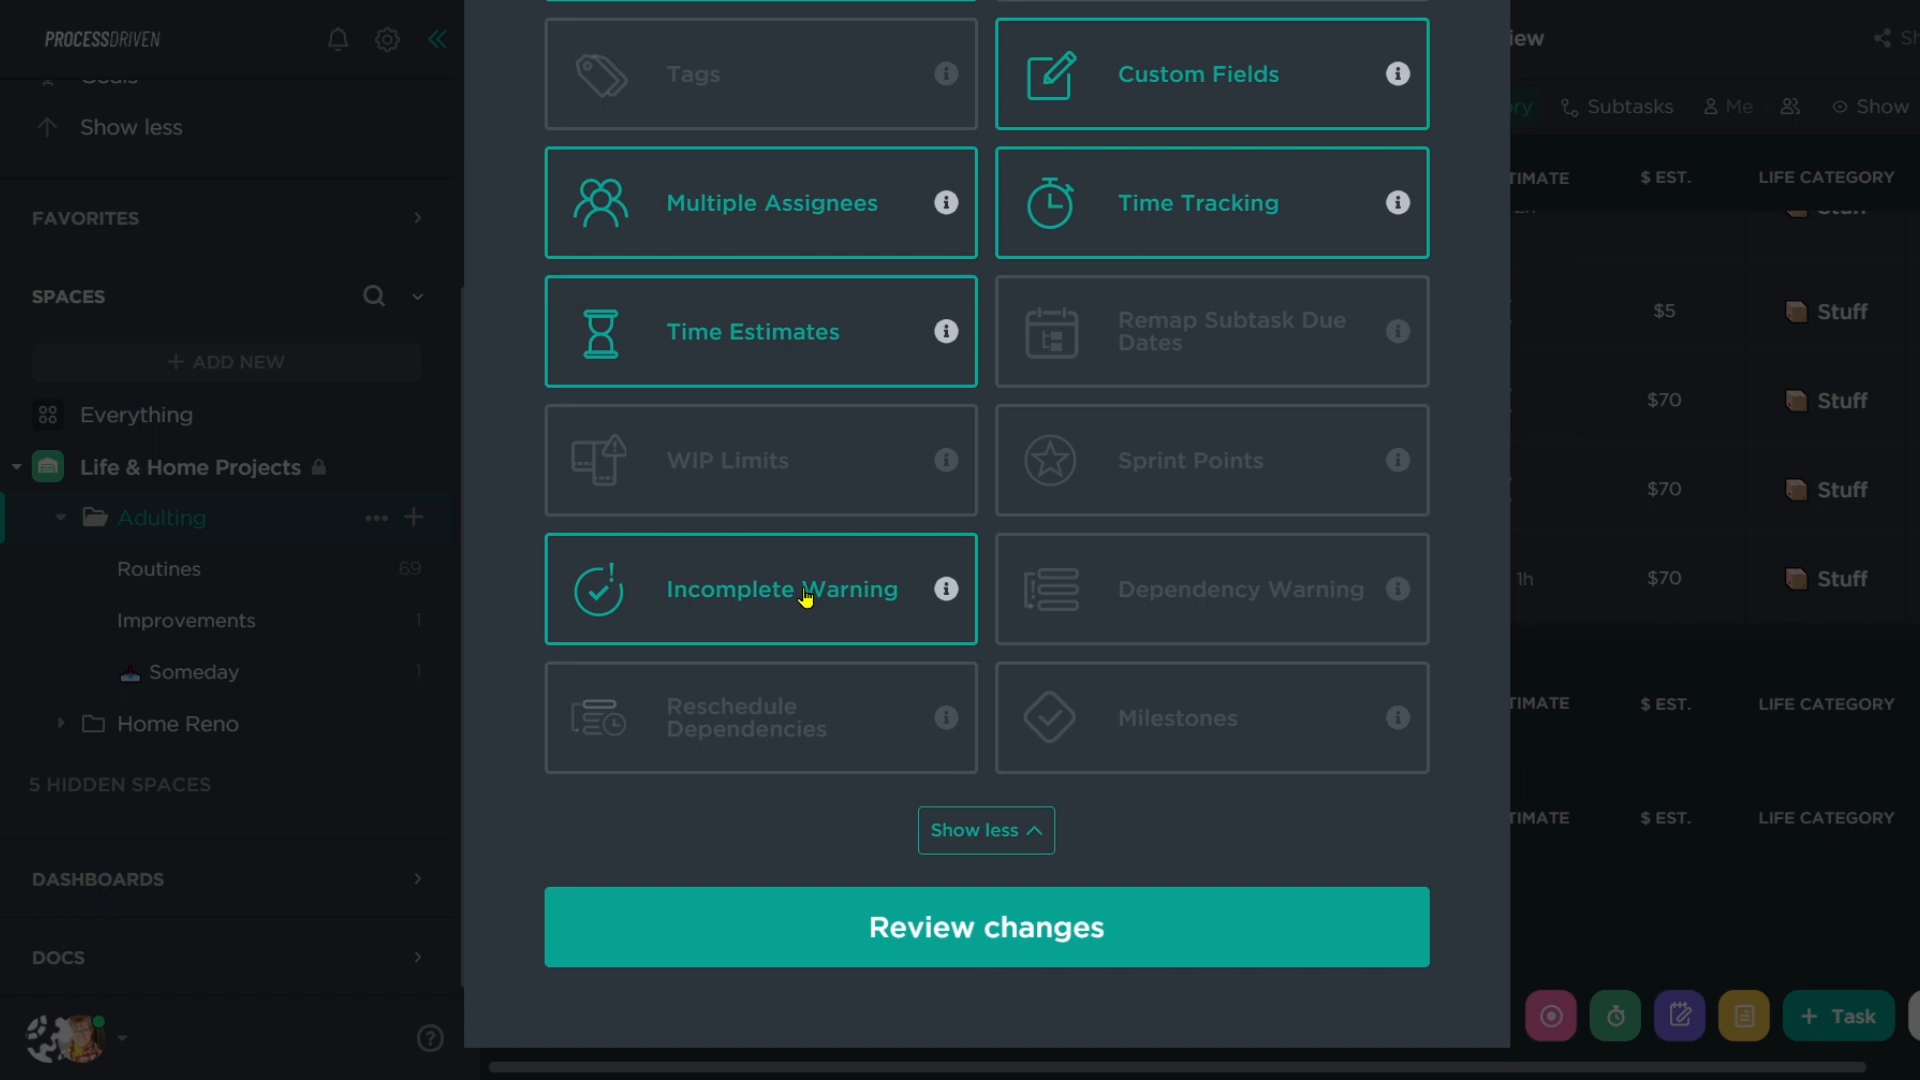 PROCESSDRIVEN
Goals
Show less
FAVORITES
SPACES
+ ADD NEW
Everything
Life & Home Projects
Adulting
Routines 69
Improvements 1
Someday 1
Home Reno
5 HIDDEN SPACES
DASHBOARDS
DOCS
Tags
Custom Fields
Multiple Assignees
Time Tracking
Time Estimates
Remap Subtask Due
Dates
WIP Limits
Sprint Points
Incomplete Warning
Dependency Warning
Reschedule
Dependencies
Milestones
Show less
Review changes
iew
Sh
ry
Subtasks
Me
Show
TIMATE $ EST. LIFE CATEGORY
Stuff
$5 Stuff
$70 Stuff
$70 Stuff
1h $70 Stuff
TIMATE $ EST. LIFE CATEGORY
TIMATE $ EST. LIFE CATEGORY
+ Task